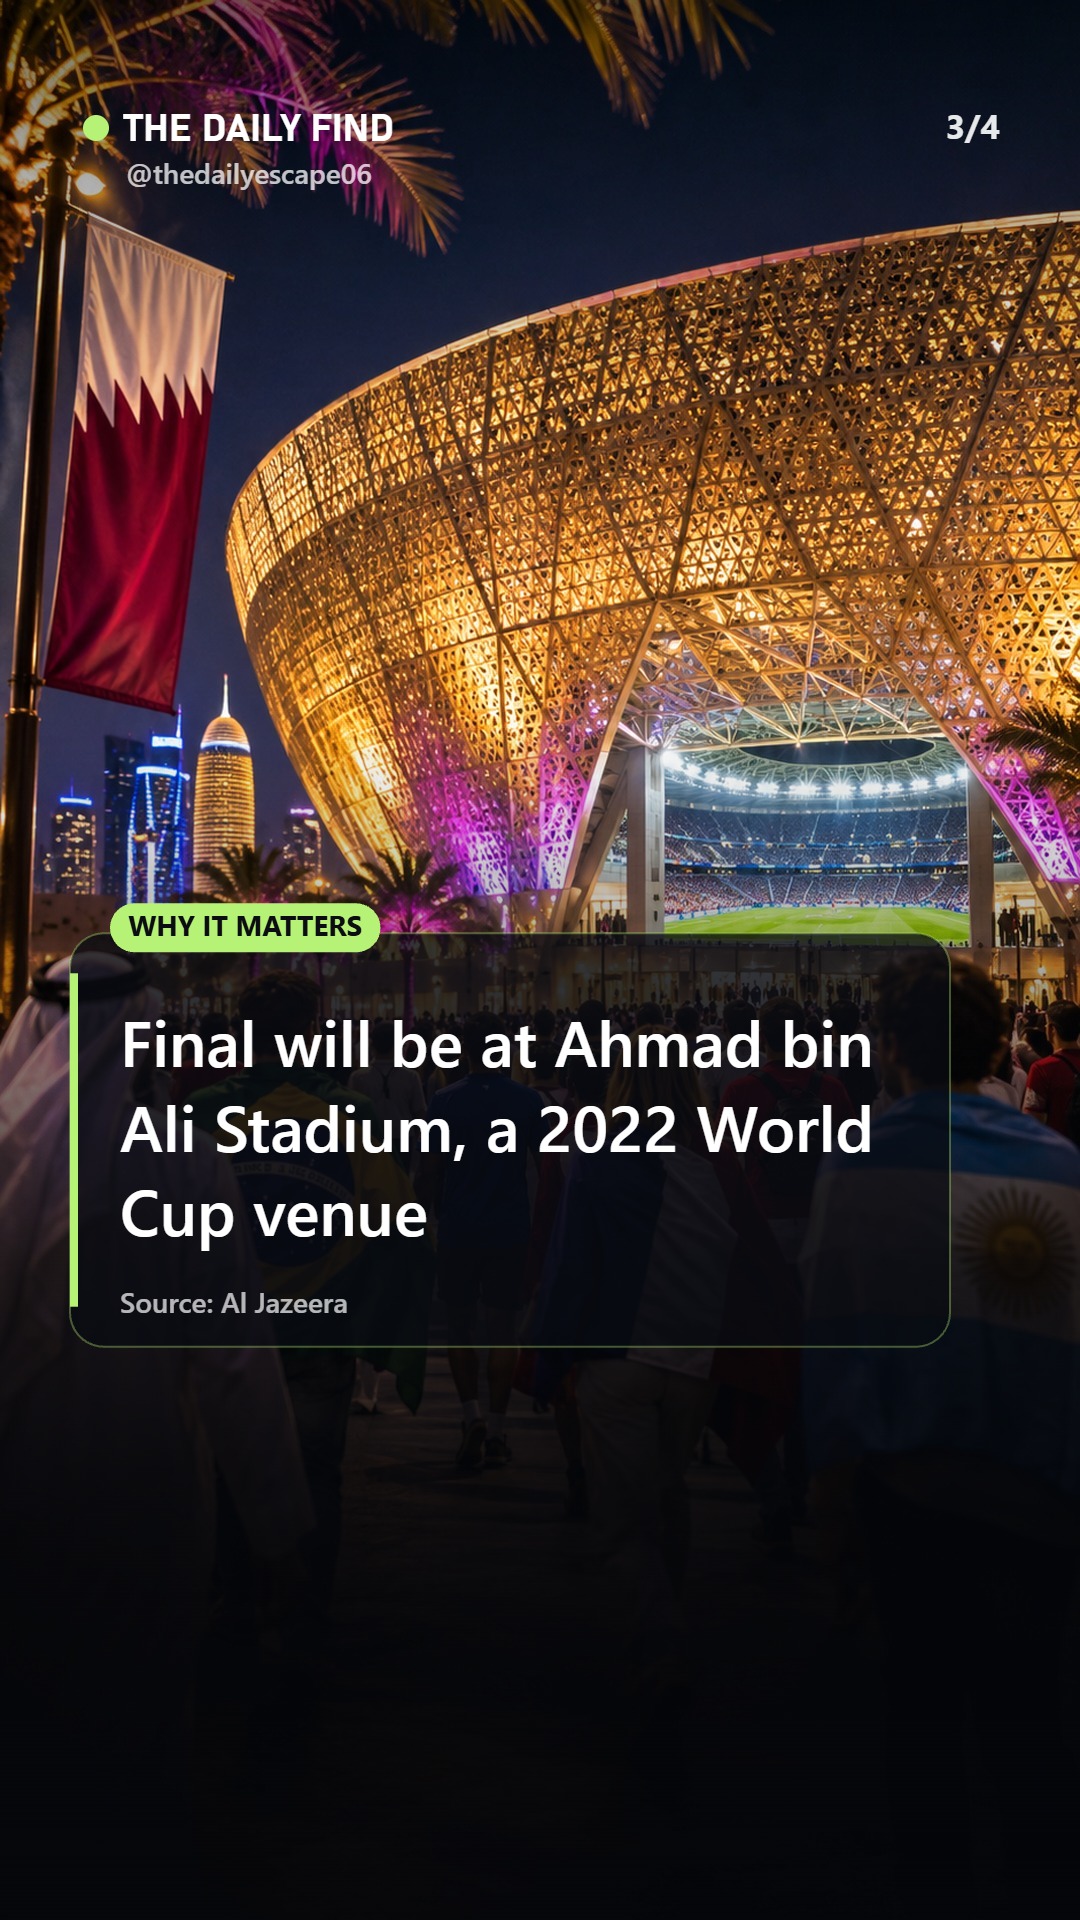 THE DAILY FIND
3/4
@thedailyescape06
WHY IT MATTERS
Final will be at Ahmad bin
Ali Stadium, a 2022 World
Cup venue
Source: Al Jazeera